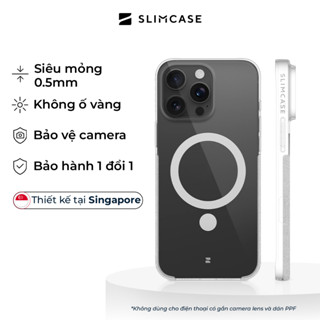 SLIMCASE
Siêu mỏng
0.5mm
Không ố vàng
Bảo vệ camera
Bảo hành 1 đổi 1
Thiết kế tại Singapore
SLIMCASE
*Không dùng cho điện thoại có gắn camera lens và dán PPF